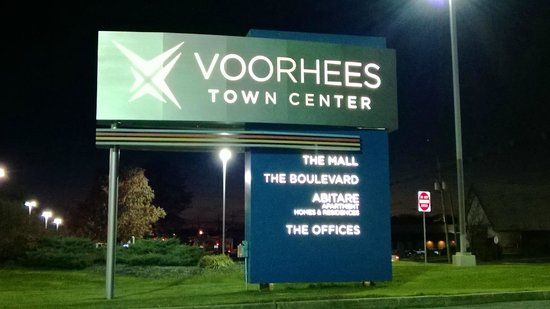 VOORHEES
TOWN CENTER
THE MALL
THE BOULEVARD
ABITARE
APARTMENT
HOMES & RESIDENCES
THE OFFICES